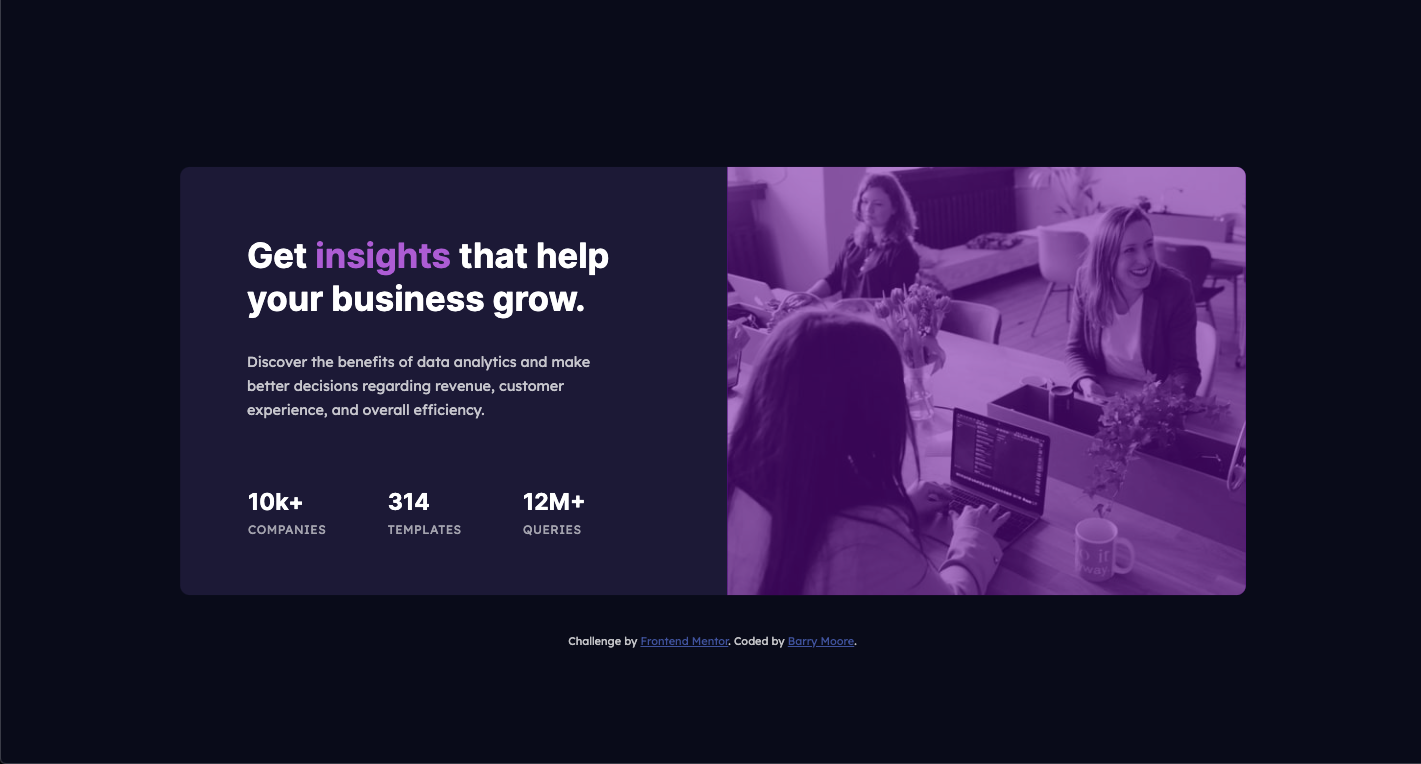 Get insights that help
your business grow.
Discover the benefits of data analytics and make
better decisions regarding revenue, customer
experience, and overall efficiency.
10k+ 314 12M+
COMPANIES TEMPLATES QUERIES
Challenge by Frontend Mentor. Coded by Barry Moore.